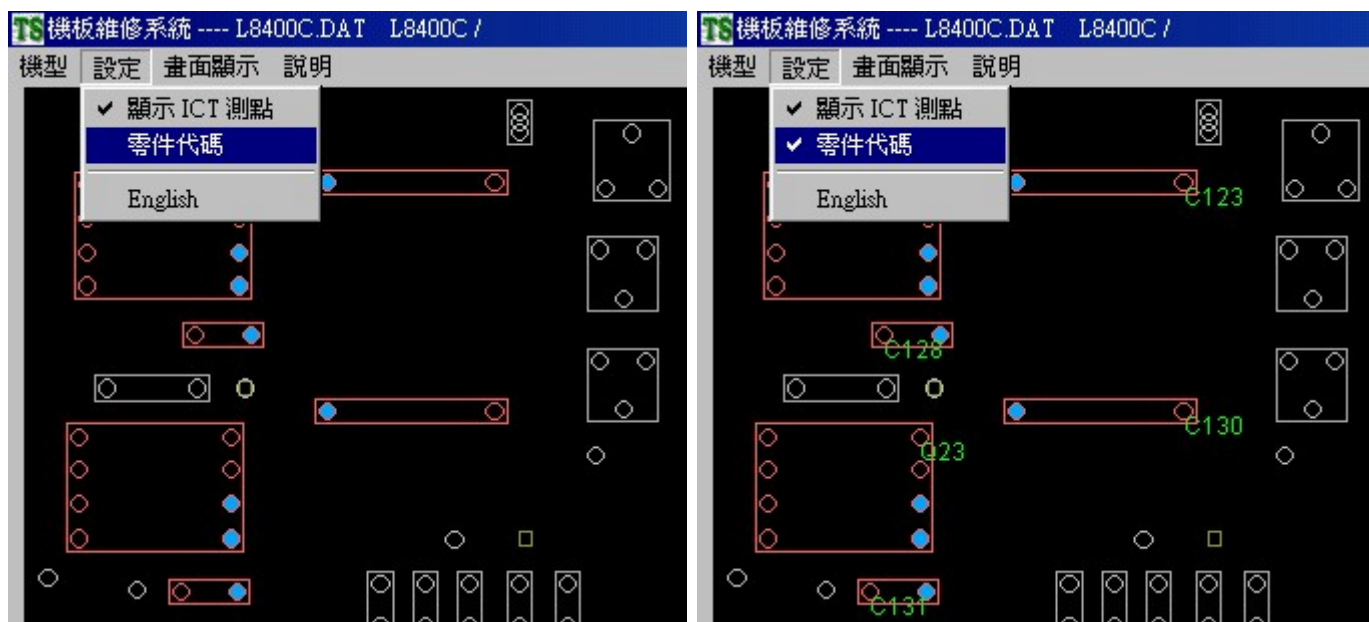 TS 機板維修系統 ---- L8400C.DAT L8400C /
機型 設定 畫面顯示 說明
顯示 ICT 測點
零件代碼
English
TS 機板維修系統 ---- L8400C.DAT L8400C /
機型 設定 畫面顯示 說明
顯示 ICT 測點
零件代碼
English
C123
C128
C130
Q23
C131